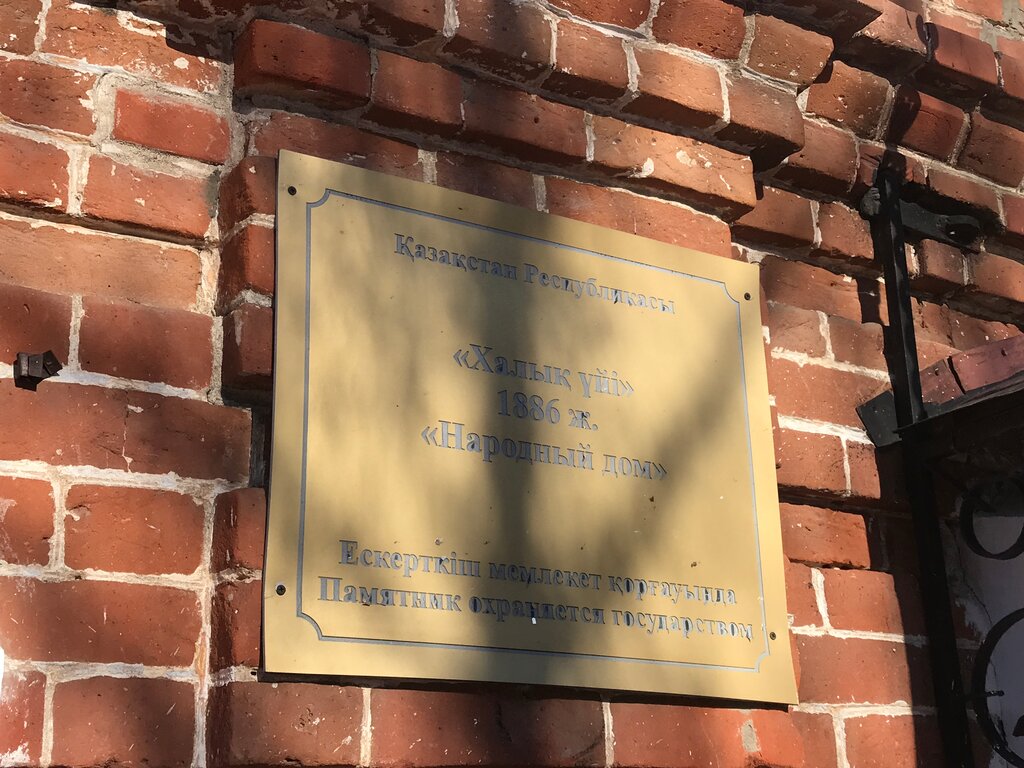 Қазақстан Республикасы
«Халық үйі»
1886 ж.
«Народный дом»
Ескерткіш мемлекет қорғауында
Памятник охраняется государством